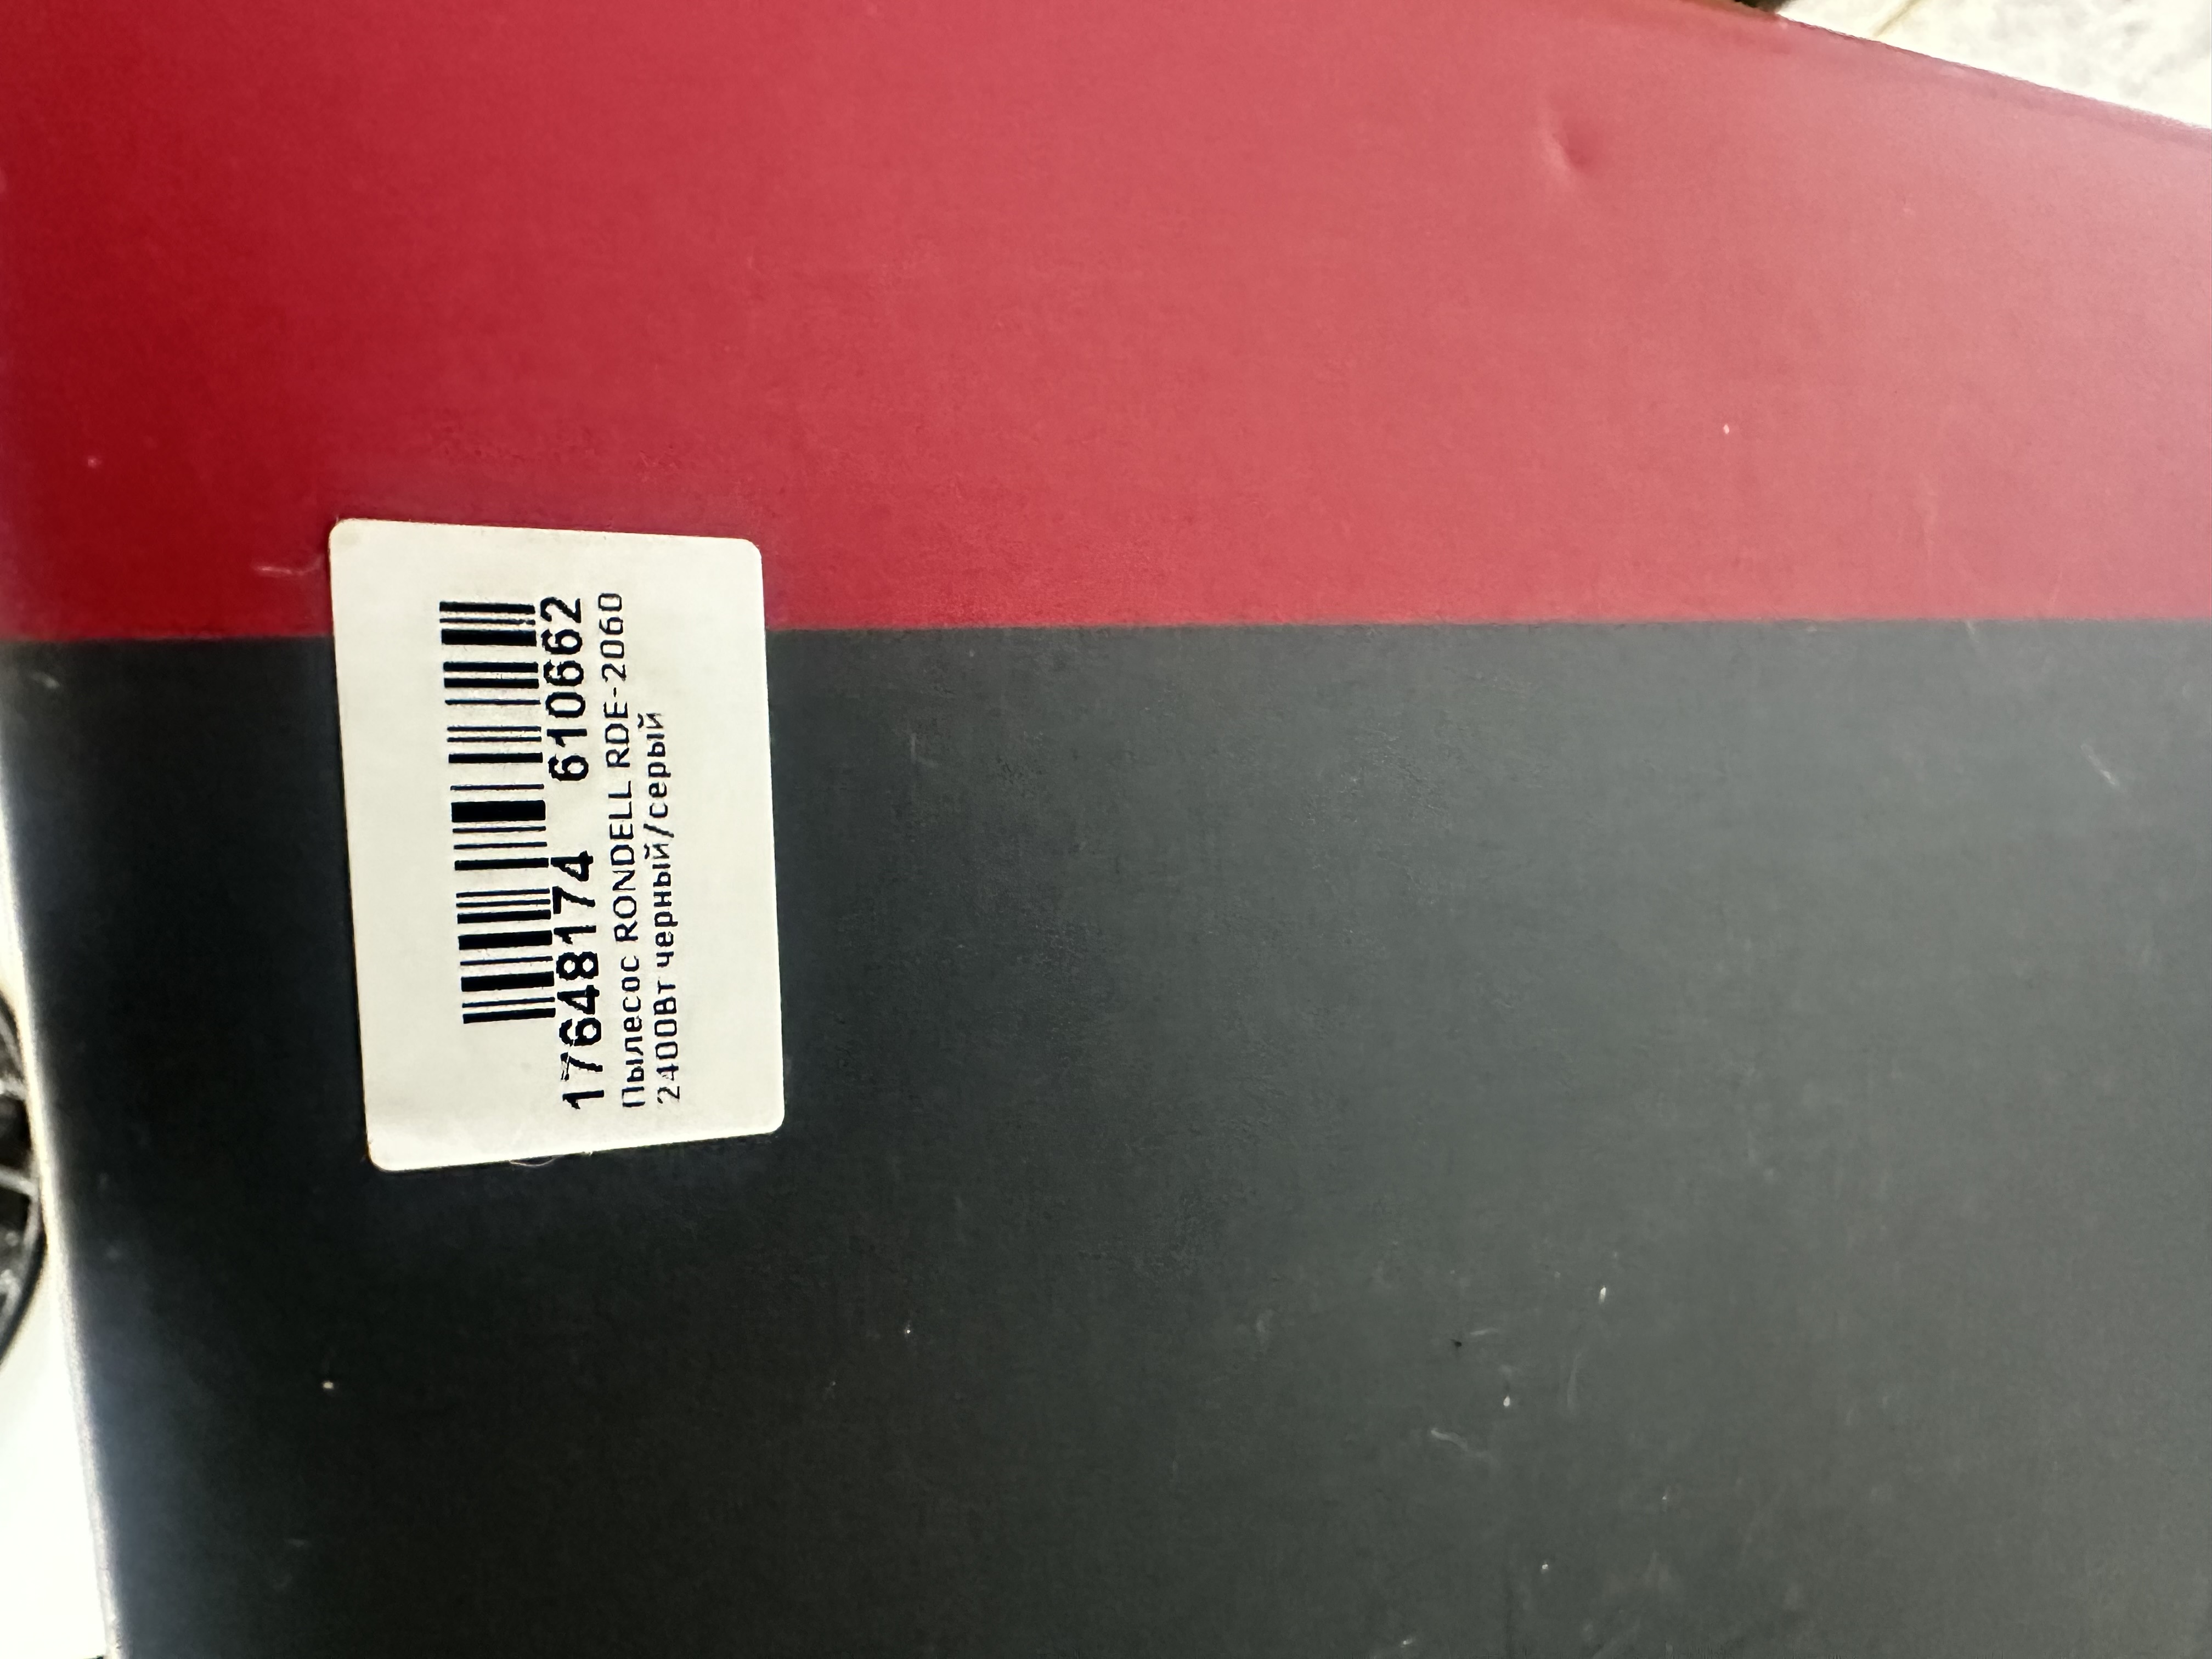 17648174 610662
Пылесос RONDELL RDE-2060
2400Вт черный/серый